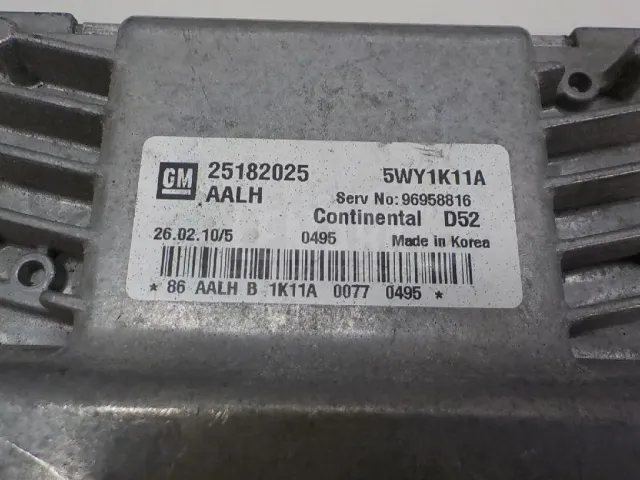 GM 25182025 5WY1K11A
AALH Serv No:96958816
Continental D52
26.02.10/5 0495 Made in Korea
* 86 AALH B 1K11A 0077 0495 *